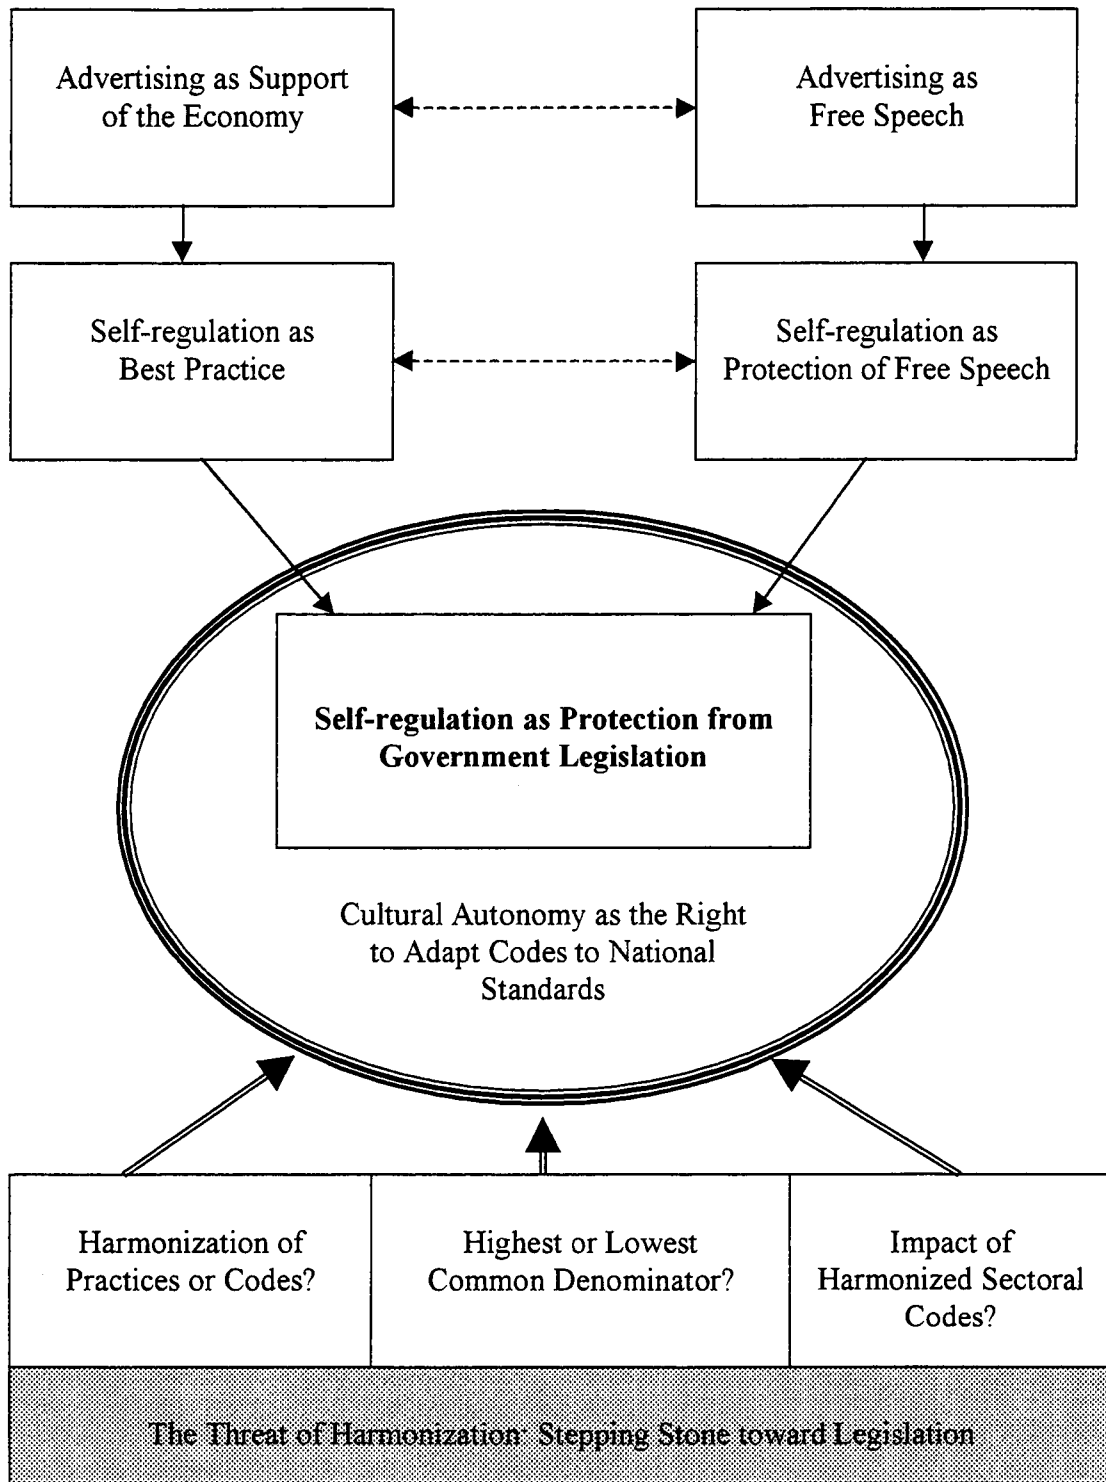 Advertising as Support
of the Economy
Advertising as
Free Speech
Self-regulation as
Best Practice
Self-regulation as
Protection of Free Speech
Self-regulation as Protection from
Government Legislation
Cultural Autonomy as the Right
to Adapt Codes to National
Standards
Harmonization of
Practices or Codes?
Highest or Lowest
Common Denominator?
Impact of
Harmonized Sectoral
Codes?
The Threat of Harmonization: Stepping Stone toward Legislation